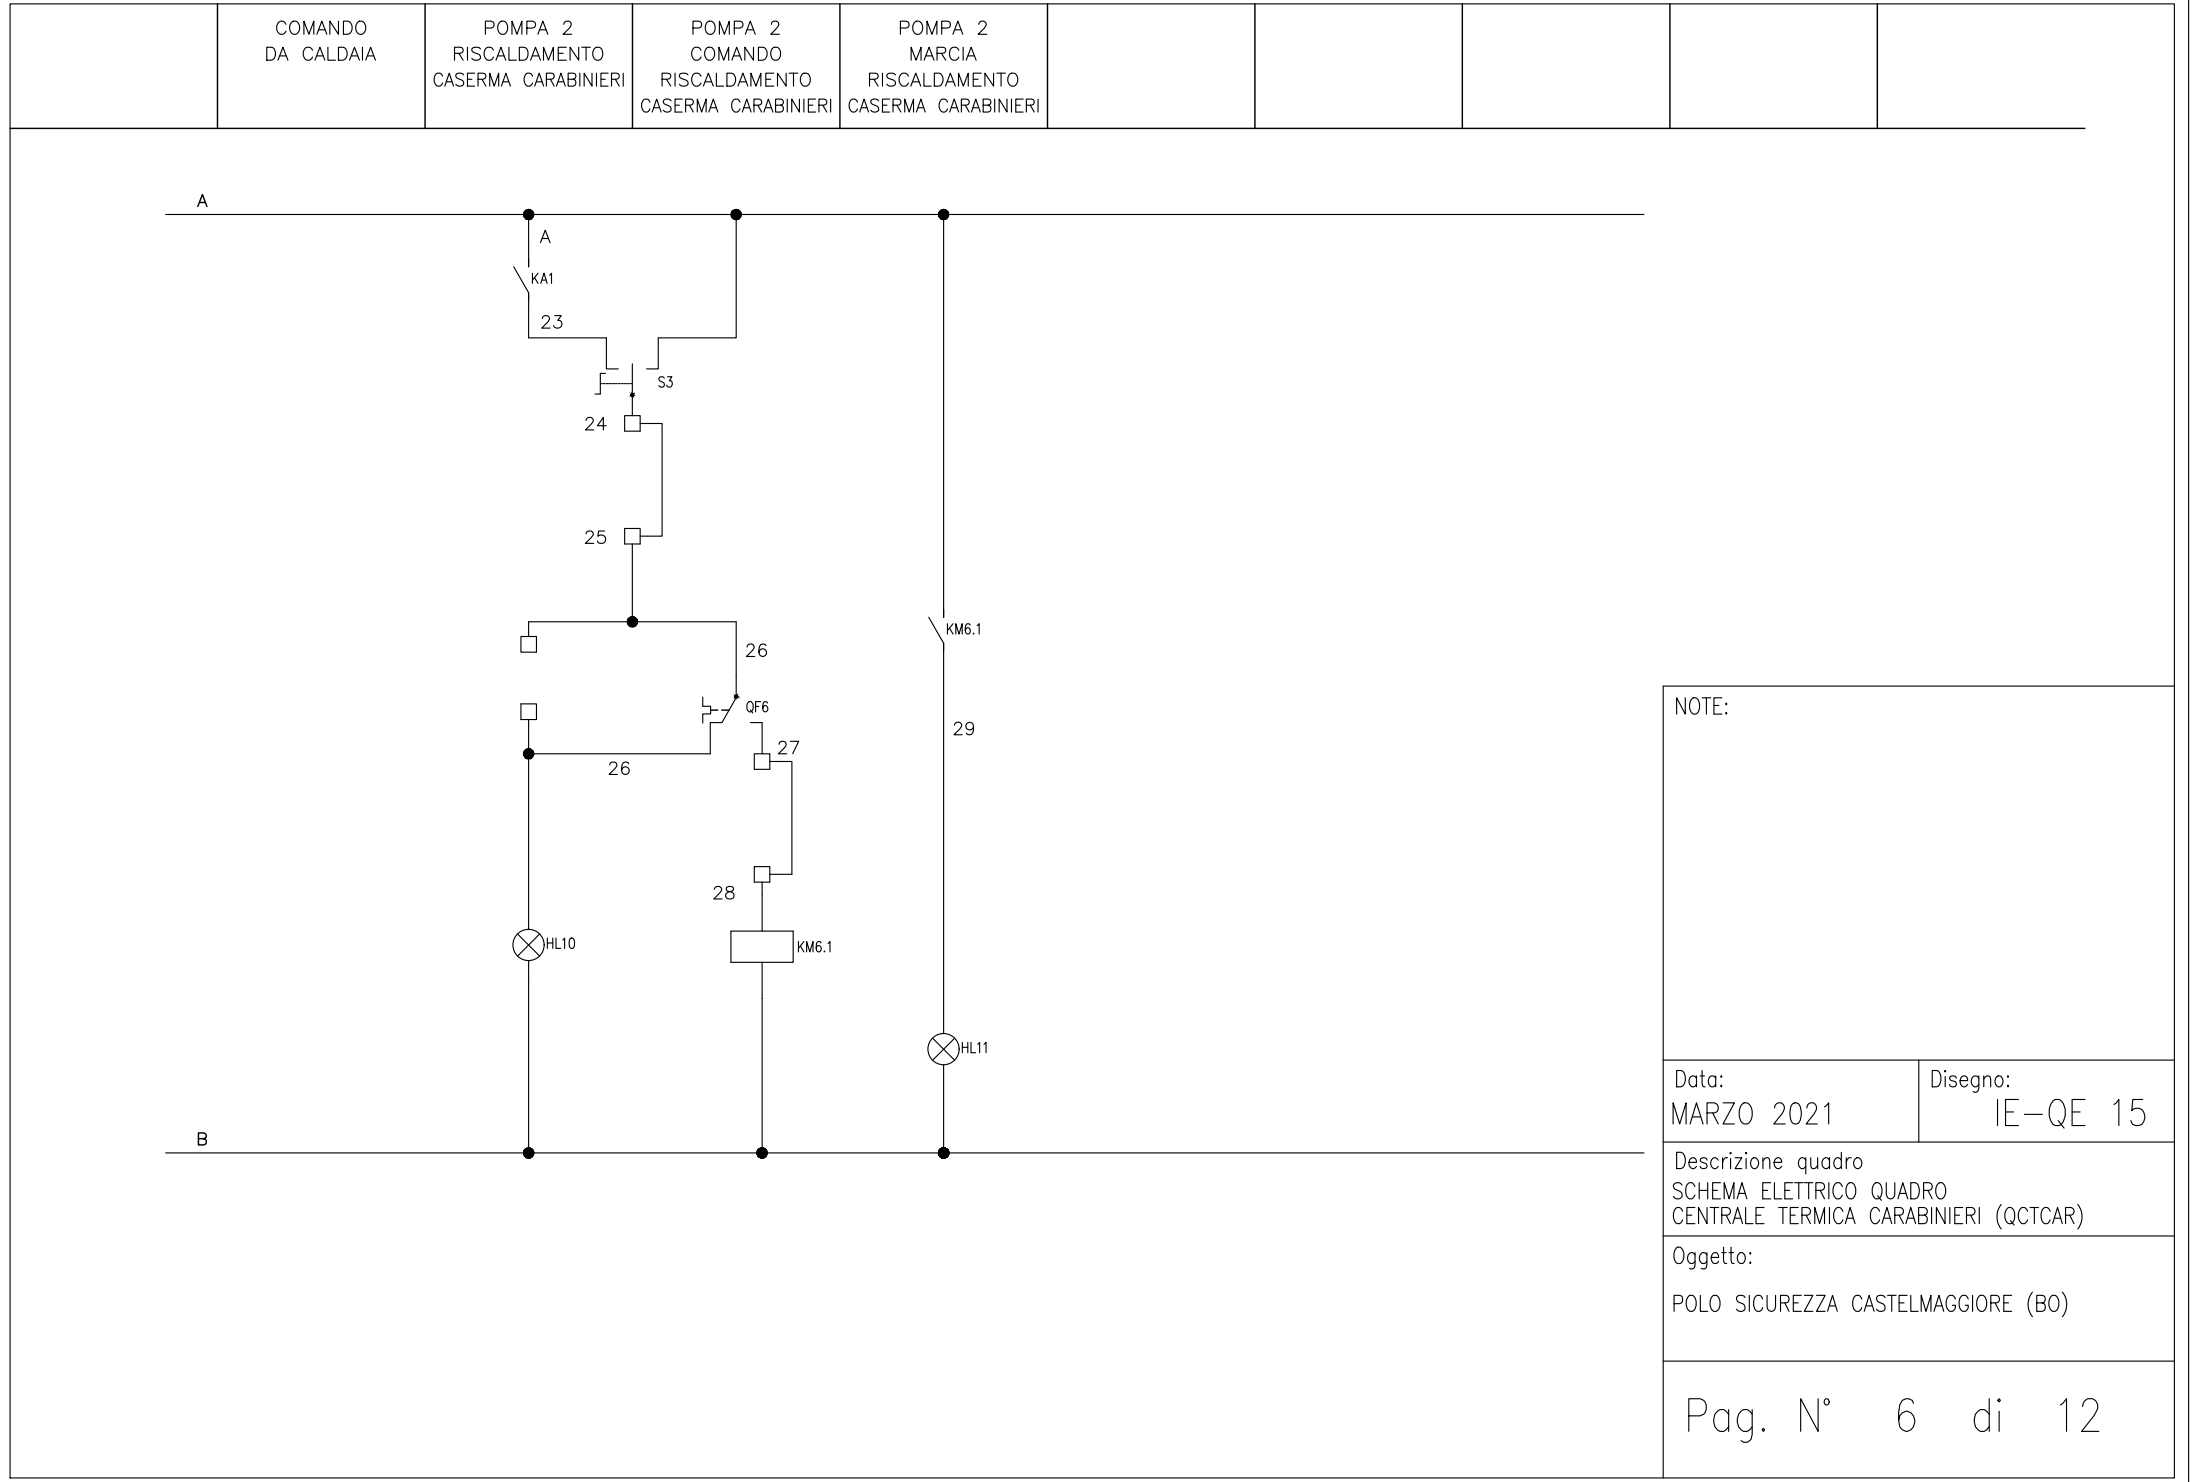 COMANDO
DA CALDAIA
POMPA 2
RISCALDAMENTO
CASERMA CARABINIERI
POMPA 2
COMANDO
RISCALDAMENTO
CASERMA CARABINIERI
POMPA 2
MARCIA
RISCALDAMENTO
CASERMA CARABINIERI
A
A
KA1
23
S3
24
25
26
QF6
27
26
28
HL10
KM6.1
KM6.1
29
HL11
B
NOTE:
Data:
MARZO 2021
Disegno:
IE-QE 15
Descrizione quadro
SCHEMA ELETTRICO QUADRO
CENTRALE TERMICA CARABINIERI (QCTCAR)
Oggetto:
POLO SICUREZZA CASTELMAGGIORE (BO)
Pag. N° 6 di 12